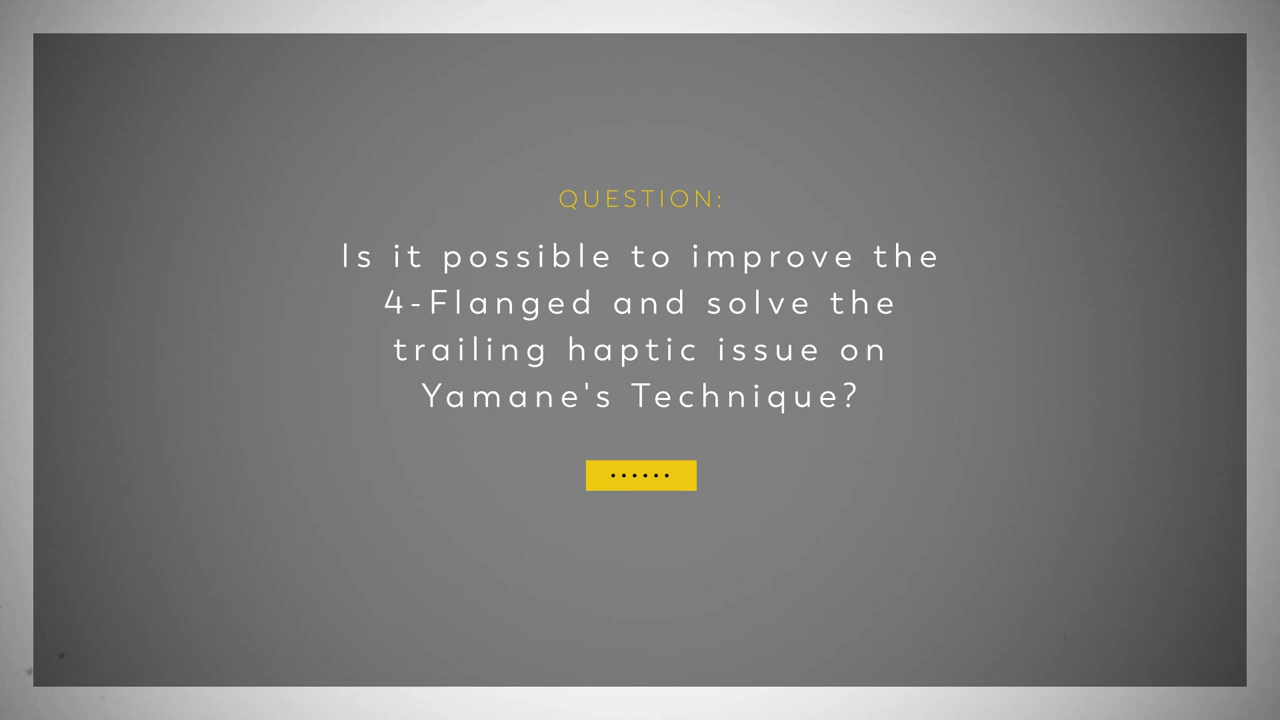 QUESTION:
Is it possible to improve the
4-Flanged and solve the
trailing haptic issue on
Yamane's Technique?
......